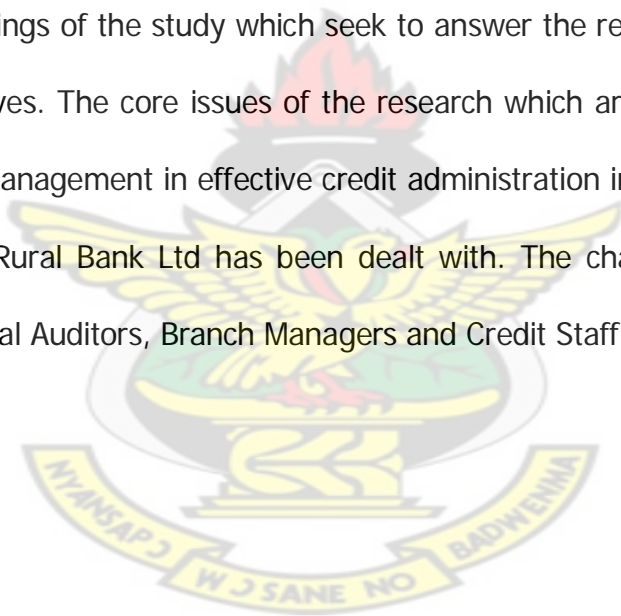 ings of the study which seek to answer the re
ves. The core issues of the research which ar
anagement in effective credit administration i
Rural Bank Ltd has been dealt with. The cha
al Auditors, Branch Managers and Credit Staff
NYANSAPƆ WƆ SANE NO BADWENMA